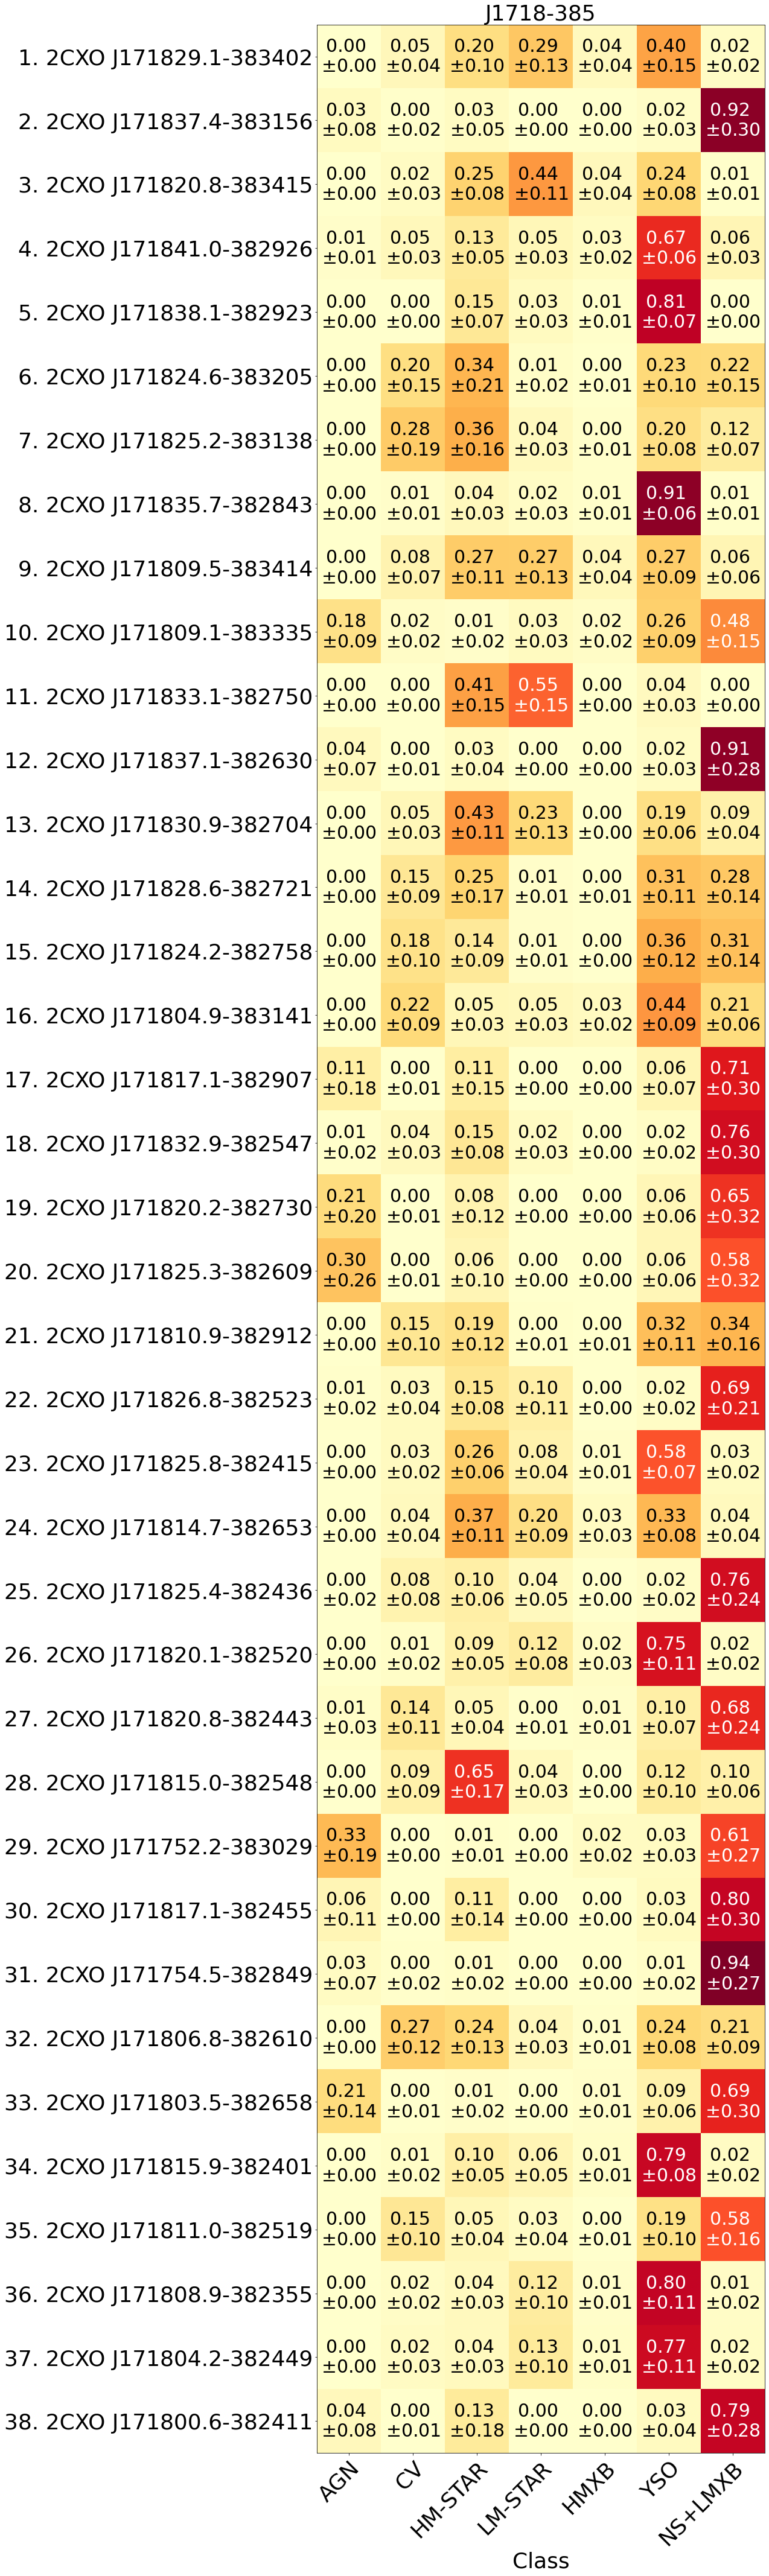 J1718-385
1. 2CXO J171829.1-383402 0.00 0.05 0.20 0.29 0.04 0.40 0.02
±0.00 ±0.04 ±0.10 ±0.13 ±0.04 ±0.15 ±0.02
2. 2CXO J171837.4-383156 0.03 0.00 0.03 0.00 0.00 0.02 0.92
±0.08 ±0.02 ±0.05 ±0.00 ±0.00 ±0.03 ±0.30
3. 2CXO J171820.8-383415 0.00 0.02 0.25 0.44 0.04 0.24 0.01
±0.00 ±0.03 ±0.08 ±0.11 ±0.04 ±0.08 ±0.01
4. 2CXO J171841.0-382926 0.01 0.05 0.13 0.05 0.03 0.67 0.06
±0.01 ±0.03 ±0.05 ±0.03 ±0.02 ±0.06 ±0.03
5. 2CXO J171838.1-382923 0.00 0.00 0.15 0.03 0.01 0.81 0.00
±0.00 ±0.00 ±0.07 ±0.03 ±0.01 ±0.07 ±0.00
6. 2CXO J171824.6-383205 0.00 0.20 0.34 0.01 0.00 0.23 0.22
±0.00 ±0.15 ±0.21 ±0.02 ±0.01 ±0.10 ±0.15
7. 2CXO J171825.2-383138 0.00 0.28 0.36 0.04 0.00 0.20 0.12
±0.00 ±0.19 ±0.16 ±0.03 ±0.01 ±0.08 ±0.07
8. 2CXO J171835.7-382843 0.00 0.01 0.04 0.02 0.01 0.91 0.01
±0.00 ±0.01 ±0.03 ±0.03 ±0.01 ±0.06 ±0.01
9. 2CXO J171809.5-383414 0.00 0.08 0.27 0.27 0.04 0.27 0.06
±0.00 ±0.07 ±0.11 ±0.13 ±0.04 ±0.09 ±0.06
10. 2CXO J171809.1-383335 0.18 0.02 0.01 0.03 0.02 0.26 0.48
±0.09 ±0.02 ±0.02 ±0.03 ±0.02 ±0.09 ±0.15
11. 2CXO J171833.1-382750 0.00 0.00 0.41 0.55 0.00 0.04 0.00
±0.00 ±0.00 ±0.15 ±0.15 ±0.00 ±0.03 ±0.00
12. 2CXO J171837.1-382630 0.04 0.00 0.03 0.00 0.00 0.02 0.91
±0.07 ±0.01 ±0.04 ±0.00 ±0.00 ±0.03 ±0.28
13. 2CXO J171830.9-382704 0.00 0.05 0.43 0.23 0.00 0.19 0.09
±0.00 ±0.03 ±0.11 ±0.13 ±0.00 ±0.06 ±0.04
14. 2CXO J171828.6-382721 0.00 0.15 0.25 0.01 0.00 0.31 0.28
±0.00 ±0.09 ±0.17 ±0.01 ±0.01 ±0.11 ±0.14
15. 2CXO J171824.2-382758 0.00 0.18 0.14 0.01 0.00 0.36 0.31
±0.00 ±0.10 ±0.09 ±0.01 ±0.00 ±0.12 ±0.14
16. 2CXO J171804.9-383141 0.00 0.22 0.05 0.05 0.03 0.44 0.21
±0.00 ±0.09 ±0.03 ±0.03 ±0.02 ±0.09 ±0.06
17. 2CXO J171817.1-382907 0.11 0.00 0.11 0.00 0.00 0.06 0.71
±0.18 ±0.01 ±0.15 ±0.00 ±0.00 ±0.07 ±0.30
18. 2CXO J171832.9-382547 0.01 0.04 0.15 0.02 0.00 0.02 0.76
±0.02 ±0.03 ±0.08 ±0.03 ±0.00 ±0.02 ±0.30
19. 2CXO J171820.2-382730 0.21 0.00 0.08 0.00 0.00 0.06 0.65
±0.20 ±0.01 ±0.12 ±0.00 ±0.00 ±0.06 ±0.32
20. 2CXO J171825.3-382609 0.30 0.00 0.06 0.00 0.00 0.06 0.58
±0.26 ±0.01 ±0.10 ±0.00 ±0.00 ±0.06 ±0.32
21. 2CXO J171810.9-382912 0.00 0.15 0.19 0.00 0.00 0.32 0.34
±0.00 ±0.10 ±0.12 ±0.01 ±0.01 ±0.11 ±0.16
22. 2CXO J171826.8-382523 0.01 0.03 0.15 0.10 0.00 0.02 0.69
±0.02 ±0.04 ±0.08 ±0.11 ±0.00 ±0.02 ±0.21
23. 2CXO J171825.8-382415 0.00 0.03 0.26 0.08 0.01 0.58 0.03
±0.00 ±0.02 ±0.06 ±0.04 ±0.01 ±0.07 ±0.02
24. 2CXO J171814.7-382653 0.00 0.04 0.37 0.20 0.03 0.33 0.04
±0.00 ±0.04 ±0.11 ±0.09 ±0.03 ±0.08 ±0.04
25. 2CXO J171825.4-382436 0.00 0.08 0.10 0.04 0.00 0.02 0.76
±0.02 ±0.08 ±0.06 ±0.05 ±0.00 ±0.02 ±0.24
26. 2CXO J171820.1-382520 0.00 0.01 0.09 0.12 0.02 0.75 0.02
±0.00 ±0.02 ±0.05 ±0.08 ±0.03 ±0.11 ±0.02
27. 2CXO J171820.8-382443 0.01 0.14 0.05 0.00 0.01 0.10 0.68
±0.03 ±0.11 ±0.04 ±0.01 ±0.01 ±0.07 ±0.24
28. 2CXO J171815.0-382548 0.00 0.09 0.65 0.04 0.00 0.12 0.10
±0.00 ±0.09 ±0.17 ±0.03 ±0.00 ±0.10 ±0.06
29. 2CXO J171752.2-383029 0.33 0.00 0.01 0.00 0.02 0.03 0.61
±0.19 ±0.00 ±0.01 ±0.00 ±0.02 ±0.03 ±0.27
30. 2CXO J171817.1-382455 0.06 0.00 0.11 0.00 0.00 0.03 0.80
±0.11 ±0.00 ±0.14 ±0.00 ±0.00 ±0.04 ±0.30
31. 2CXO J171754.5-382849 0.03 0.00 0.01 0.00 0.00 0.01 0.94
±0.07 ±0.02 ±0.02 ±0.00 ±0.00 ±0.02 ±0.27
32. 2CXO J171806.8-382610 0.00 0.27 0.24 0.04 0.01 0.24 0.21
±0.00 ±0.12 ±0.13 ±0.03 ±0.01 ±0.08 ±0.09
33. 2CXO J171803.5-382658 0.21 0.00 0.01 0.00 0.01 0.09 0.69
±0.14 ±0.01 ±0.02 ±0.00 ±0.01 ±0.06 ±0.30
34. 2CXO J171815.9-382401 0.00 0.01 0.10 0.06 0.01 0.79 0.02
±0.00 ±0.02 ±0.05 ±0.05 ±0.01 ±0.08 ±0.02
35. 2CXO J171811.0-382519 0.00 0.15 0.05 0.03 0.00 0.19 0.58
±0.00 ±0.10 ±0.04 ±0.04 ±0.01 ±0.10 ±0.16
36. 2CXO J171808.9-382355 0.00 0.02 0.04 0.12 0.01 0.80 0.01
±0.00 ±0.02 ±0.03 ±0.10 ±0.01 ±0.11 ±0.02
37. 2CXO J171804.2-382449 0.00 0.02 0.04 0.13 0.01 0.77 0.02
±0.00 ±0.03 ±0.03 ±0.10 ±0.01 ±0.11 ±0.02
38. 2CXO J171800.6-382411 0.04 0.00 0.13 0.00 0.00 0.03 0.79
±0.08 ±0.01 ±0.18 ±0.00 ±0.00 ±0.04 ±0.28
AGN CV HM-STAR LM-STAR HMXB YSO NS+LMXB
Class